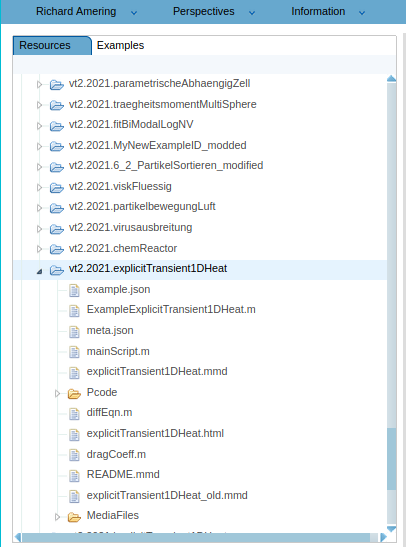 Richard Amering Perspectives Information
Resources Examples
vt2.2021.parametrischeAbhaengigZell
vt2.2021.traegheitsmomentMultiSphere
vt2.2021.fitBiModalLogNV
vt2.2021.MyNewExampleID_modded
vt2.2021.6_2_PartikelSortieren_modified
vt2.2021.viskFluessig
vt2.2021.partikelbewegungLuft
vt2.2021.virusausbreitung
vt2.2021.chemReactor
vt2.2021.explicitTransient1DHeat
example.json
ExampleExplicitTransient1DHeat.m
meta.json
mainScript.m
explicitTransient1DHeat.mmd
Pcode
diffEqn.m
explicitTransient1DHeat.html
dragCoeff.m
README.mmd
explicitTransient1DHeat_old.mmd
MediaFiles